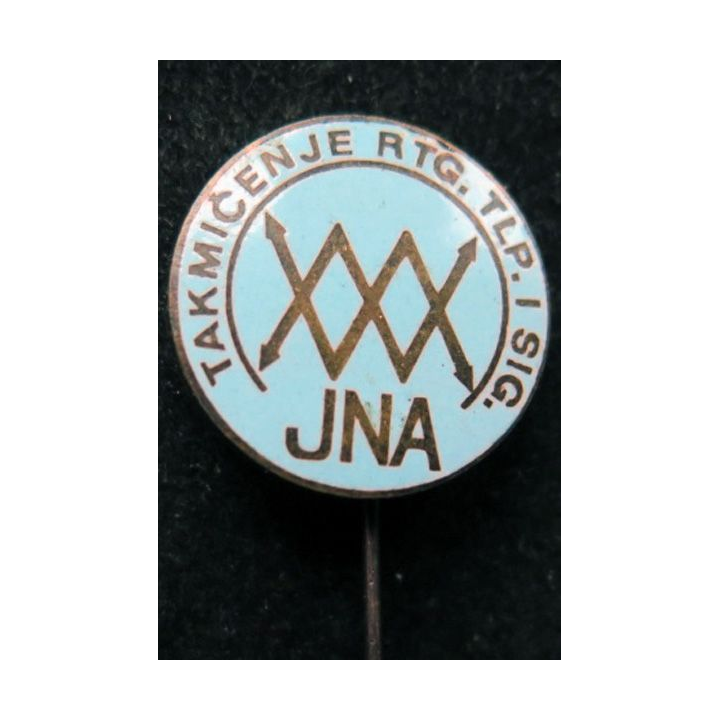 TAKMIČENJE RTG. TLP. I SIG.
JNA